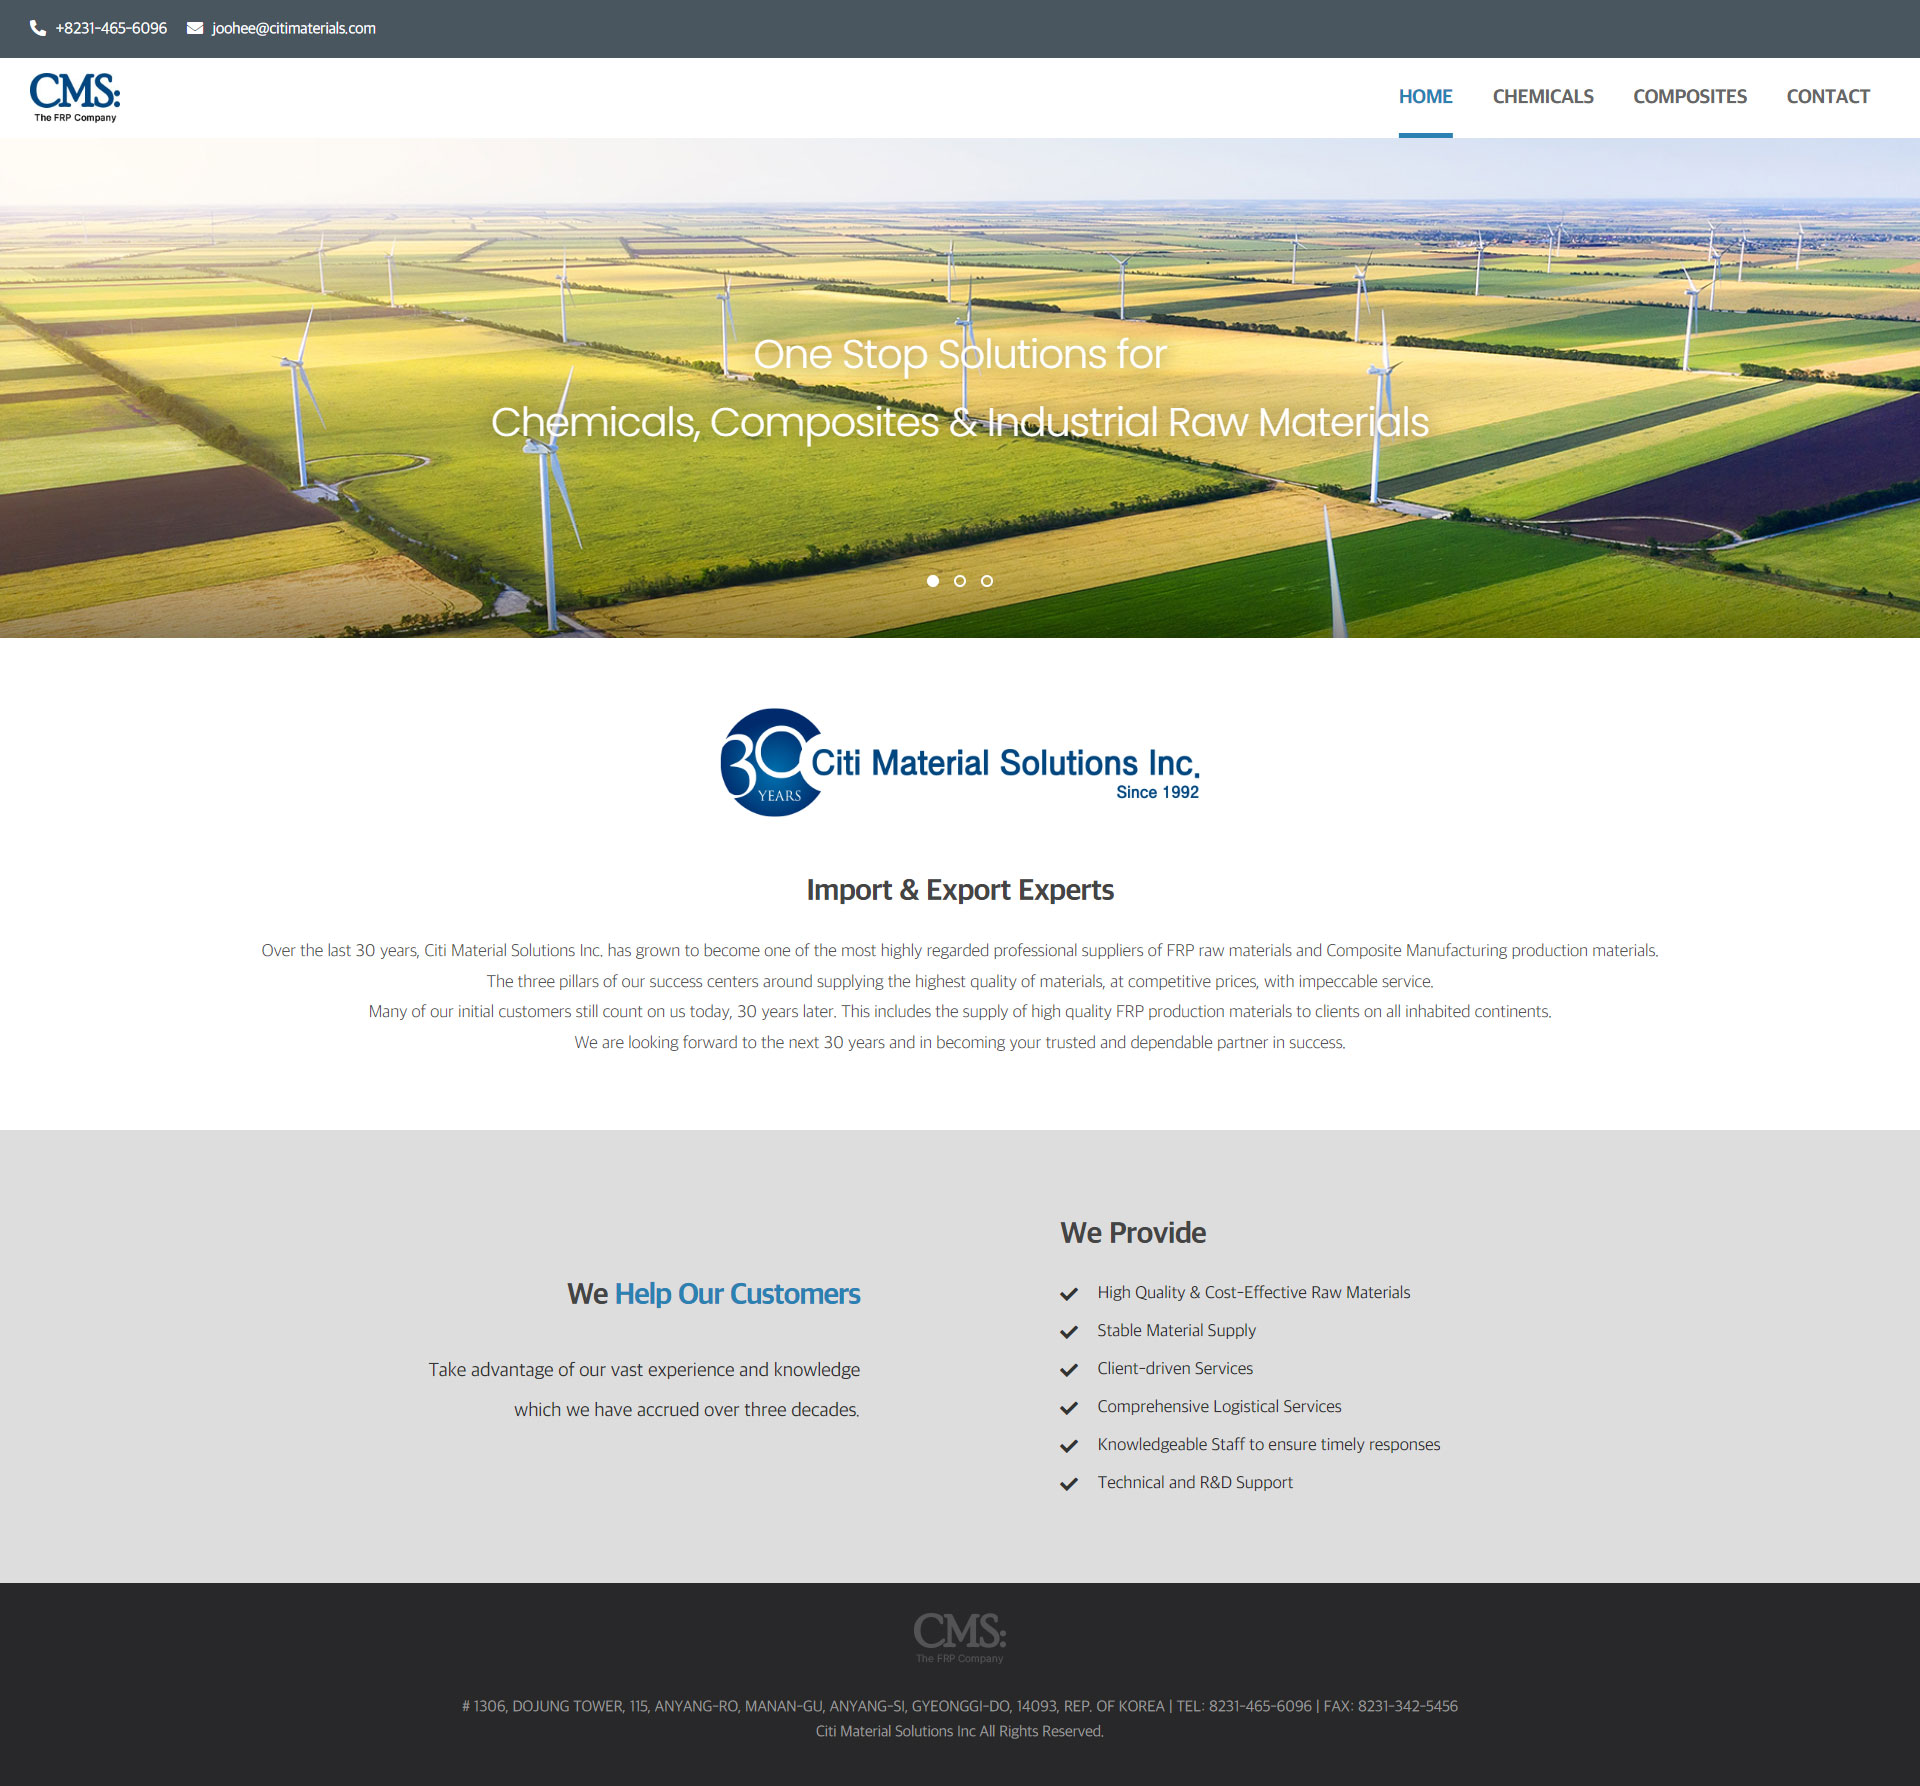 +8231-465-6096 joohee@citimaterials.com
CMS:
The FRP Company
HOME CHEMICALS COMPOSITES CONTACT
One Stop Solutions for
Chemicals, Composites & Industrial Raw Materials
30 YEARS
Citi Material Solutions Inc.
Since 1992
Import & Export Experts
Over the last 30 years, Citi Material Solutions Inc. has grown to become one of the most highly regarded professional suppliers of FRP raw materials and Composite Manufacturing production materials.
The three pillars of our success centers around supplying the highest quality of materials, at competitive prices, with impeccable service.
Many of our initial customers still count on us today, 30 years later. This includes the supply of high quality FRP production materials to clients on all inhabited continents.
We are looking forward to the next 30 years and in becoming your trusted and dependable partner in success.
We Help Our Customers
Take advantage of our vast experience and knowledge
which we have accrued over three decades.
We Provide
High Quality & Cost-Effective Raw Materials
Stable Material Supply
Client-driven Services
Comprehensive Logistical Services
Knowledgeable Staff to ensure timely responses
Technical and R&D Support
CMS:
The FRP Company
# 1306, DOJUNG TOWER, 115, ANYANG-RO, MANAN-GU, ANYANG-SI, GYEONGGI-DO, 14093, REP. OF KOREA | TEL: 8231-465-6096 | FAX: 8231-342-5456
Citi Material Solutions Inc All Rights Reserved.